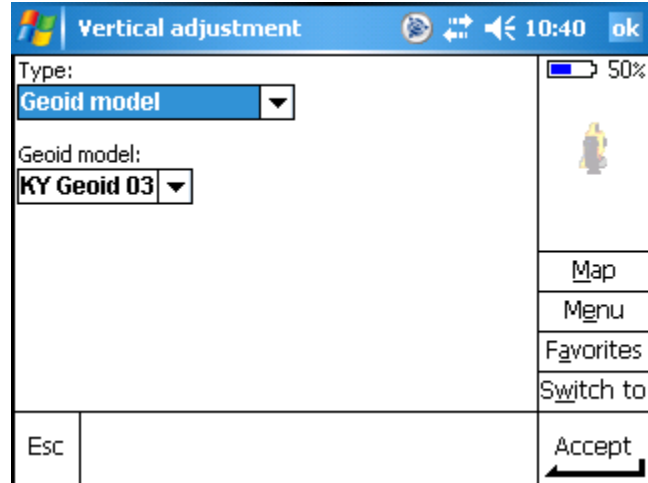 Vertical adjustment 10:40 ok
Type:
50%
Geoid model
Geoid model:
KY Geoid 03
Map
Menu
Favorites
Switch to
Esc
Accept